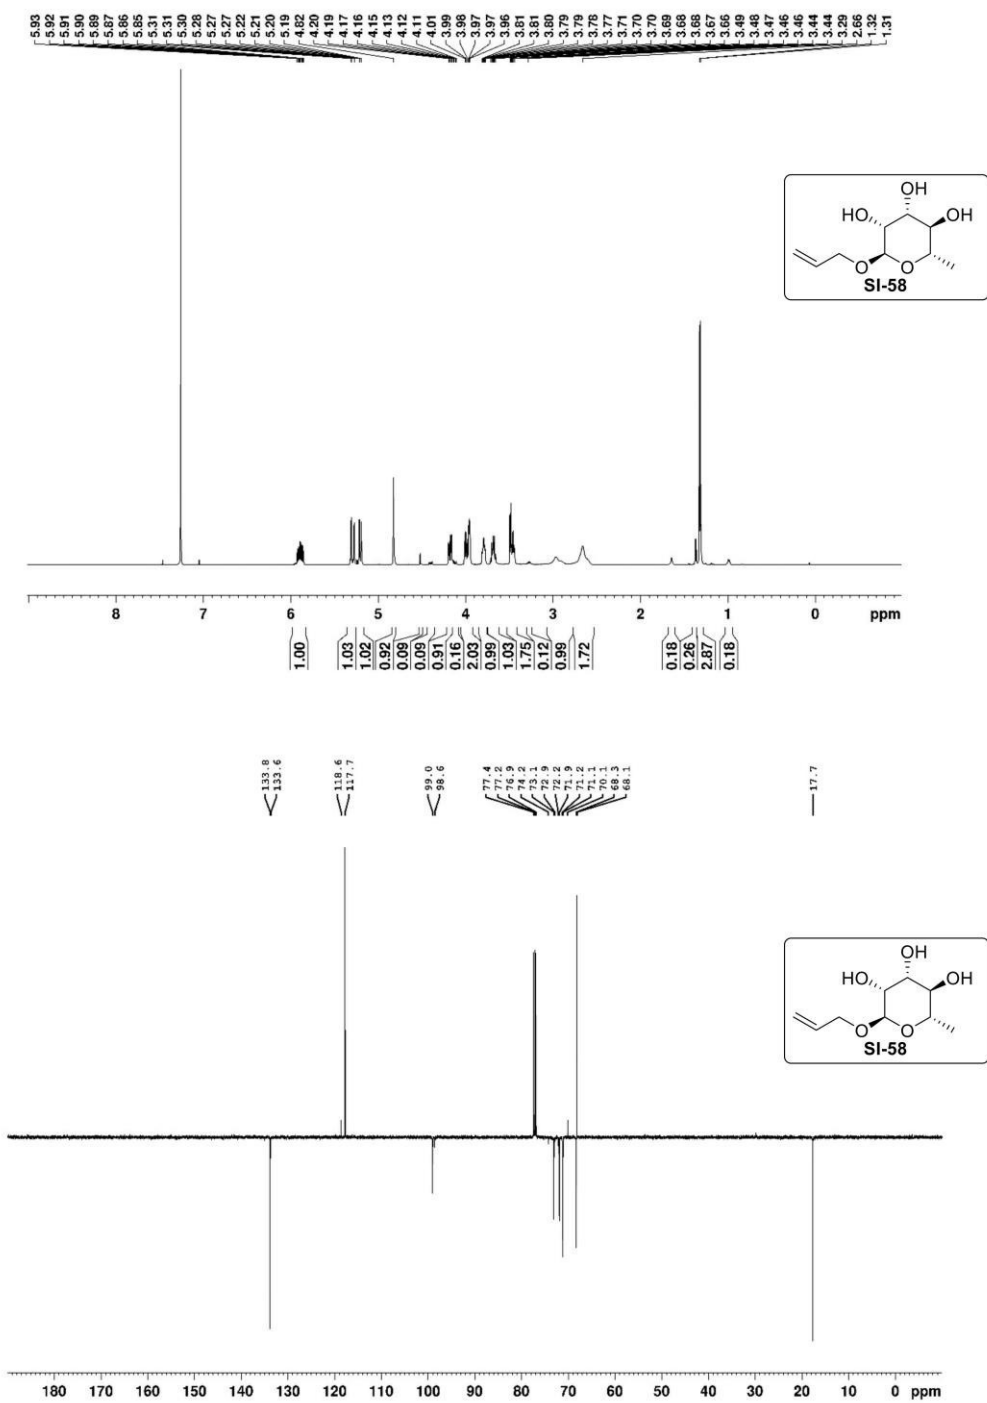 5.93 5.92 5.91 5.90 5.89 5.87 5.86 5.85 5.31 5.31 5.30 5.28 5.27 5.27 5.22 5.21 5.20 5.19 4.82 4.20 4.19 4.17 4.16 4.15 4.13 4.12 4.11 4.01 3.99 3.98 3.97 3.97 3.96 3.81 3.81 3.80 3.79 3.79 3.78 3.77 3.71 3.70 3.70 3.69 3.68 3.68 3.67 3.66 3.49 3.48 3.47 3.46 3.46 3.44 3.44 3.29 2.66 1.32 1.31
OH
HO OH
O O
SI-58
8 7 6 5 4 3 2 1 0 ppm
1.00 1.03 1.02 0.92 0.09 0.09 0.91 0.16 2.03 0.99 1.03 1.75 0.12 0.99 1.72 0.18 0.26 2.87 0.18
133.8 133.6 118.6 117.7 99.0 98.6 77.4 77.2 76.9 74.2 73.1 72.9 72.2 71.9 71.2 71.1 70.1 68.3 68.1 17.7
OH
HO OH
O O
SI-58
180 170 160 150 140 130 120 110 100 90 80 70 60 50 40 30 20 10 0 ppm